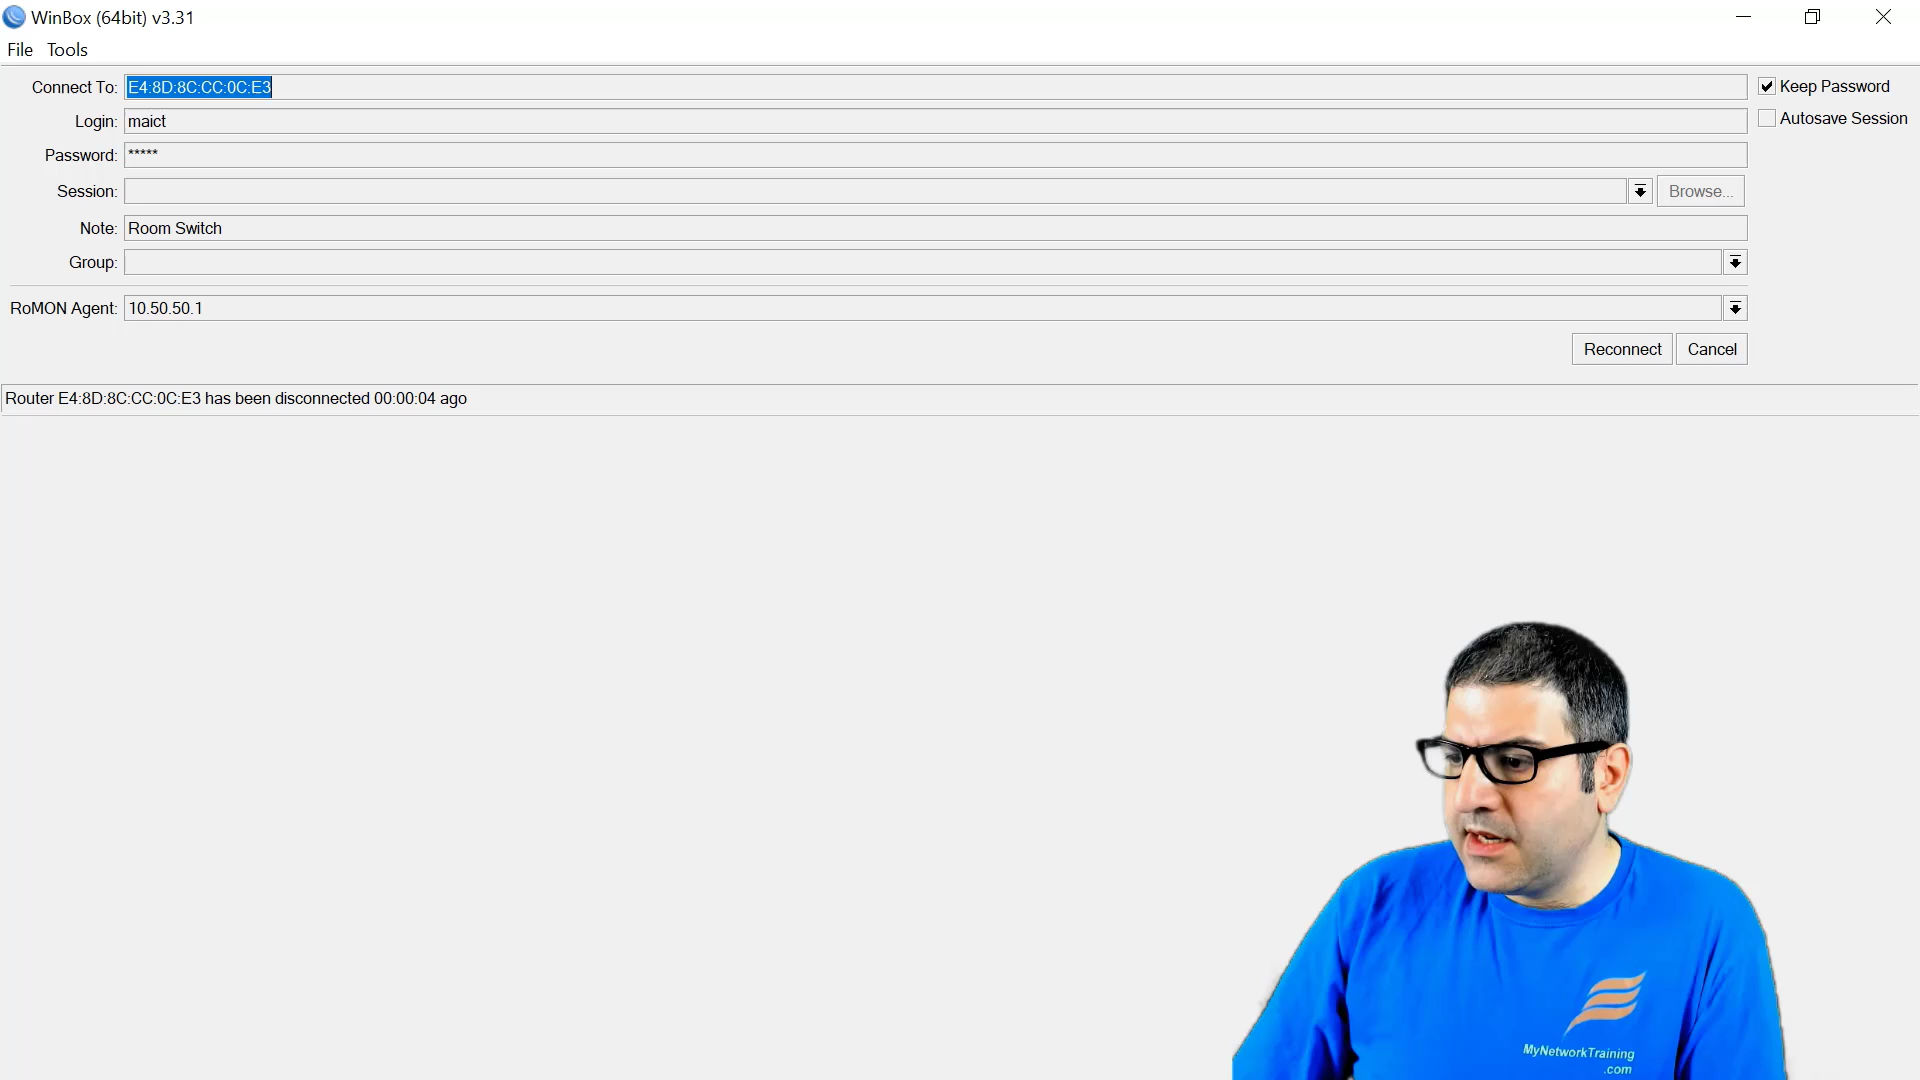 WinBox (64bit) v3.31
File Tools
Connect To: E4:8D:8C:CC:0C:E3
Keep Password
Login: maict
Autosave Session
Password: *****
Session:
Browse...
Note: Room Switch
Group:
RoMON Agent: 10.50.50.1
Reconnect Cancel
Router E4:8D:8C:CC:0C:E3 has been disconnected 00:00:04 ago
MyNetworkTraining
.com